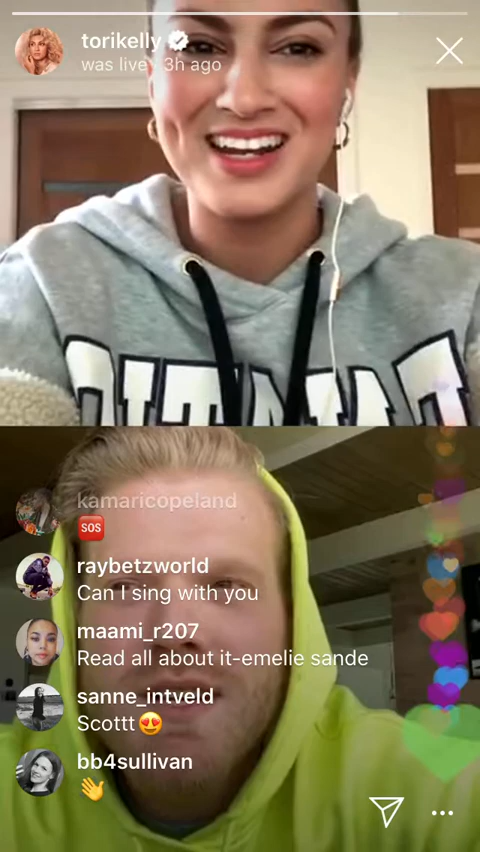 torikelly
was live · 3h ago
kamaricopeland
🆘
raybetzworld
Can I sing with you
maami_r207
Read all about it-emelie sande
sanne_intveld
Scottt😍
bb4sullivan
👋